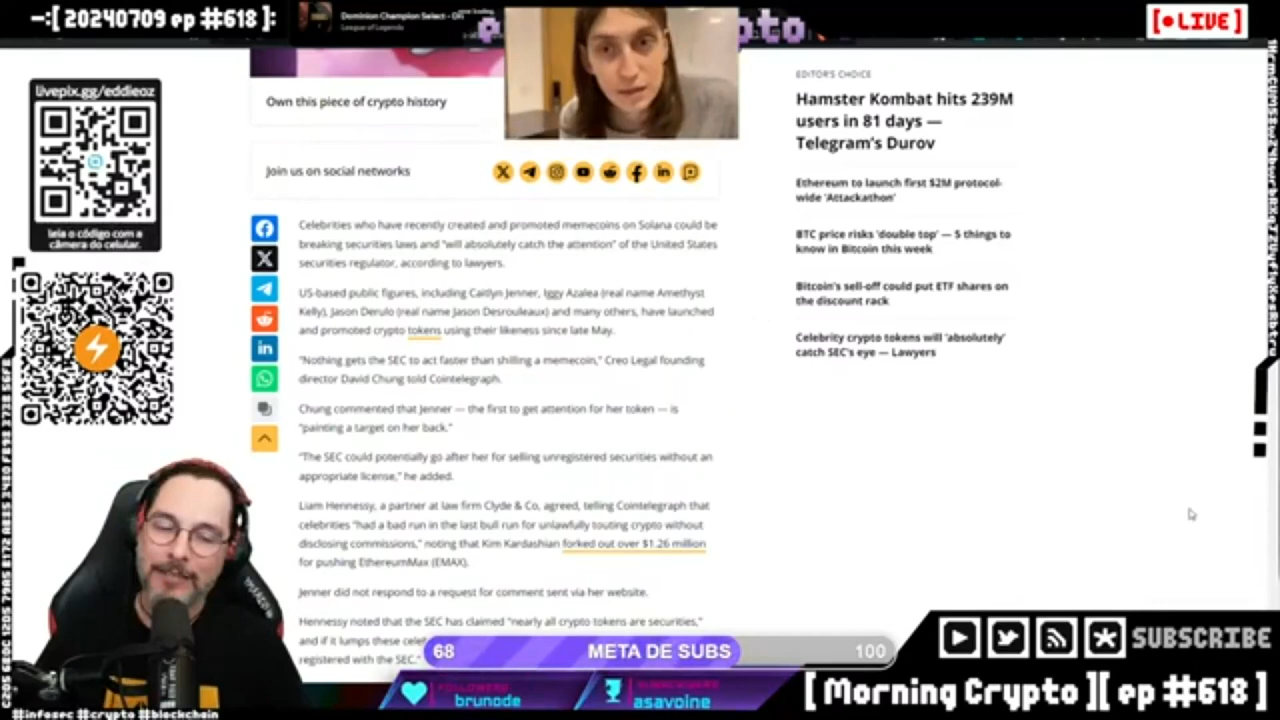 -:[ 20240709 ep #618 ]:
Dominion Champion Select - OR
League of Legends
pto
[•LIVE]
livepix.gg/eddieoz
leia o código com a
câmera do celular.
Own this piece of crypto history
Join us on social networks
Celebrities who have recently created and promoted memecoins on Solana could be
breaking securities laws and "will absolutely catch the attention" of the United States
securities regulator, according to lawyers.
US-based public figures, including Caitlyn Jenner, Iggy Azalea (real name Amethyst
Kelly), Jason Derulo (real name Jason Desrouleaux) and many others, have launched
and promoted crypto tokens using their likeness since late May.
"Nothing gets the SEC to act faster than shilling a memecoin," Creo Legal founding
director David Chung told Cointelegraph.
Chung commented that Jenner — the first to get attention for her token — is
"painting a target on her back."
"The SEC could potentially go after her for selling unregistered securities without an
appropriate license," he added.
Liam Hennessy, a partner at law firm Clyde & Co, agreed, telling Cointelegraph that
celebrities "had a bad run in the last bull run for unlawfully touting crypto without
disclosing commissions," noting that Kim Kardashian forked out over $1.26 million
for pushing EthereumMax (EMAX).
Jenner did not respond to a request for comment sent via her website.
Hennessy noted that the SEC has claimed "nearly all crypto tokens are securities,"
and if it lumps these celeb
registered with the SEC."
EDITOR'S CHOICE
Hamster Kombat hits 239M
users in 81 days —
Telegram's Durov
Ethereum to launch first $2M protocol-
wide 'Attackathon'
BTC price risks 'double top' — 5 things to
know in Bitcoin this week
Bitcoin's sell-off could put ETF shares on
the discount rack
Celebrity crypto tokens will 'absolutely'
catch SEC's eye — Lawyers
68 META DE SUBS 100
brunode
asavoine
SUBSCRIBE
[ Morning Crypto ][ ep #618 ]
#infosec #crypto #blockchain